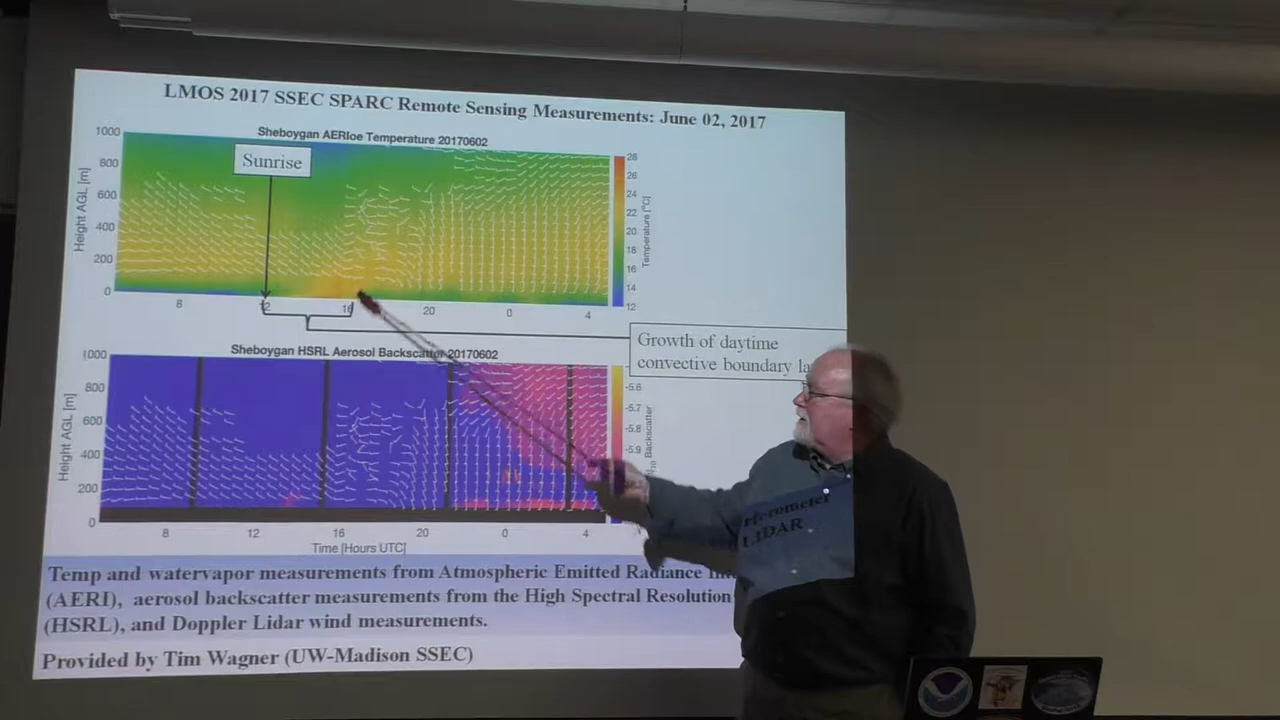 LMOS 2017 SSEC SPARC Remote Sensing Measurements: June 02, 2017
Sheboygan AERIoe Temperature 20170602
Sunrise
1000
800
600
400
200
0
Height AGL [m]
8
12
16
20
0
4
28
26
24
22
20
18
16
14
12
Temperature [°C]
Growth of daytime
convective boundary la
Sheboygan HSRL Aerosol Backscatter 20170602
1000
800
600
400
200
0
Height AGL [m]
8
12
16
20
0
4
Time [Hours UTC]
-5.6
-5.7
-5.8
-5.9
Backscatter
Temp and watervapor measurements from Atmospheric Emitted Radiance
(AERI), aerosol backscatter measurements from the High Spectral Resolution
(HSRL), and Doppler Lidar wind measurements.
LIDAR
Provided by Tim Wagner (UW-Madison SSEC)